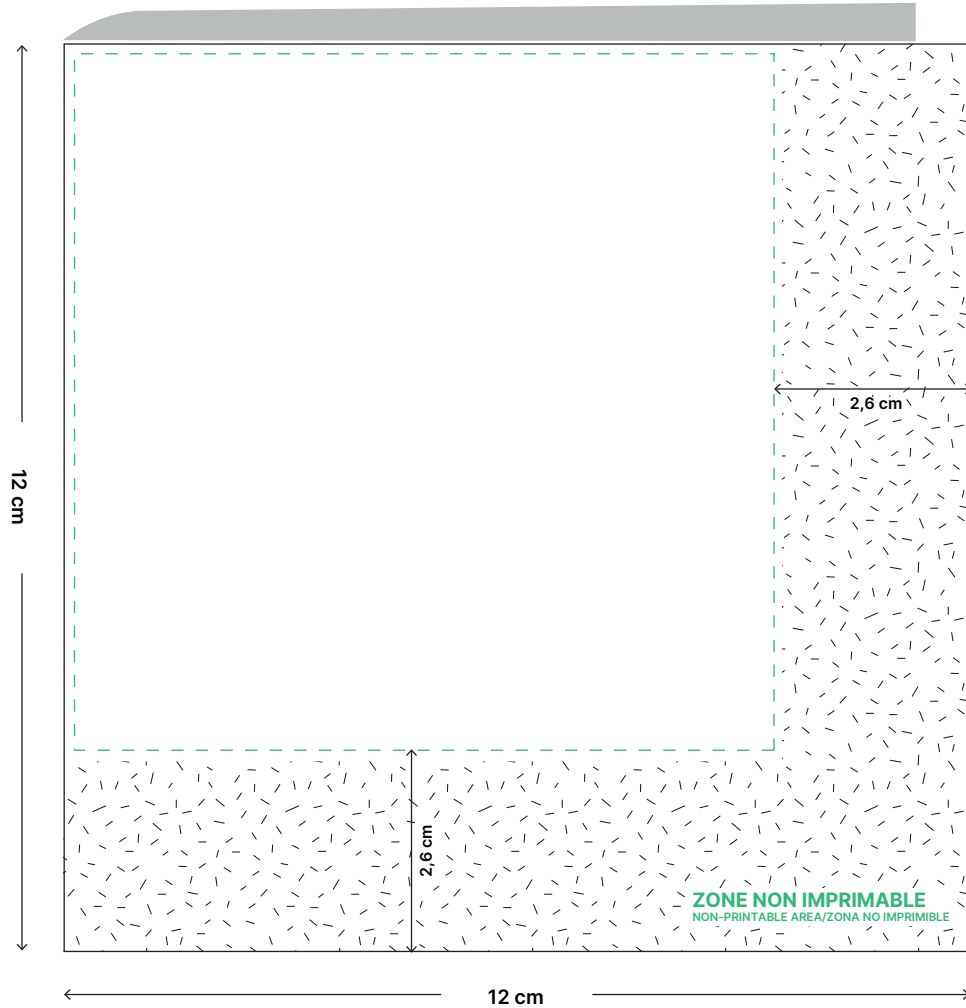 2,6 cm
12 cm
2,6 cm
ZONE NON IMPRIMABLE
NON-PRINTABLE AREA/ZONA NO IMPRIMIBLE
12 cm